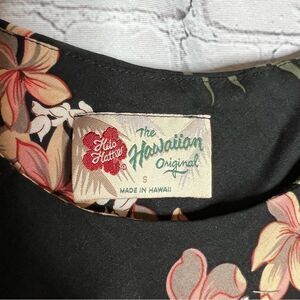 Hilo
Hattie
®
The
Hawaiian
Original
S
MADE IN HAWAII